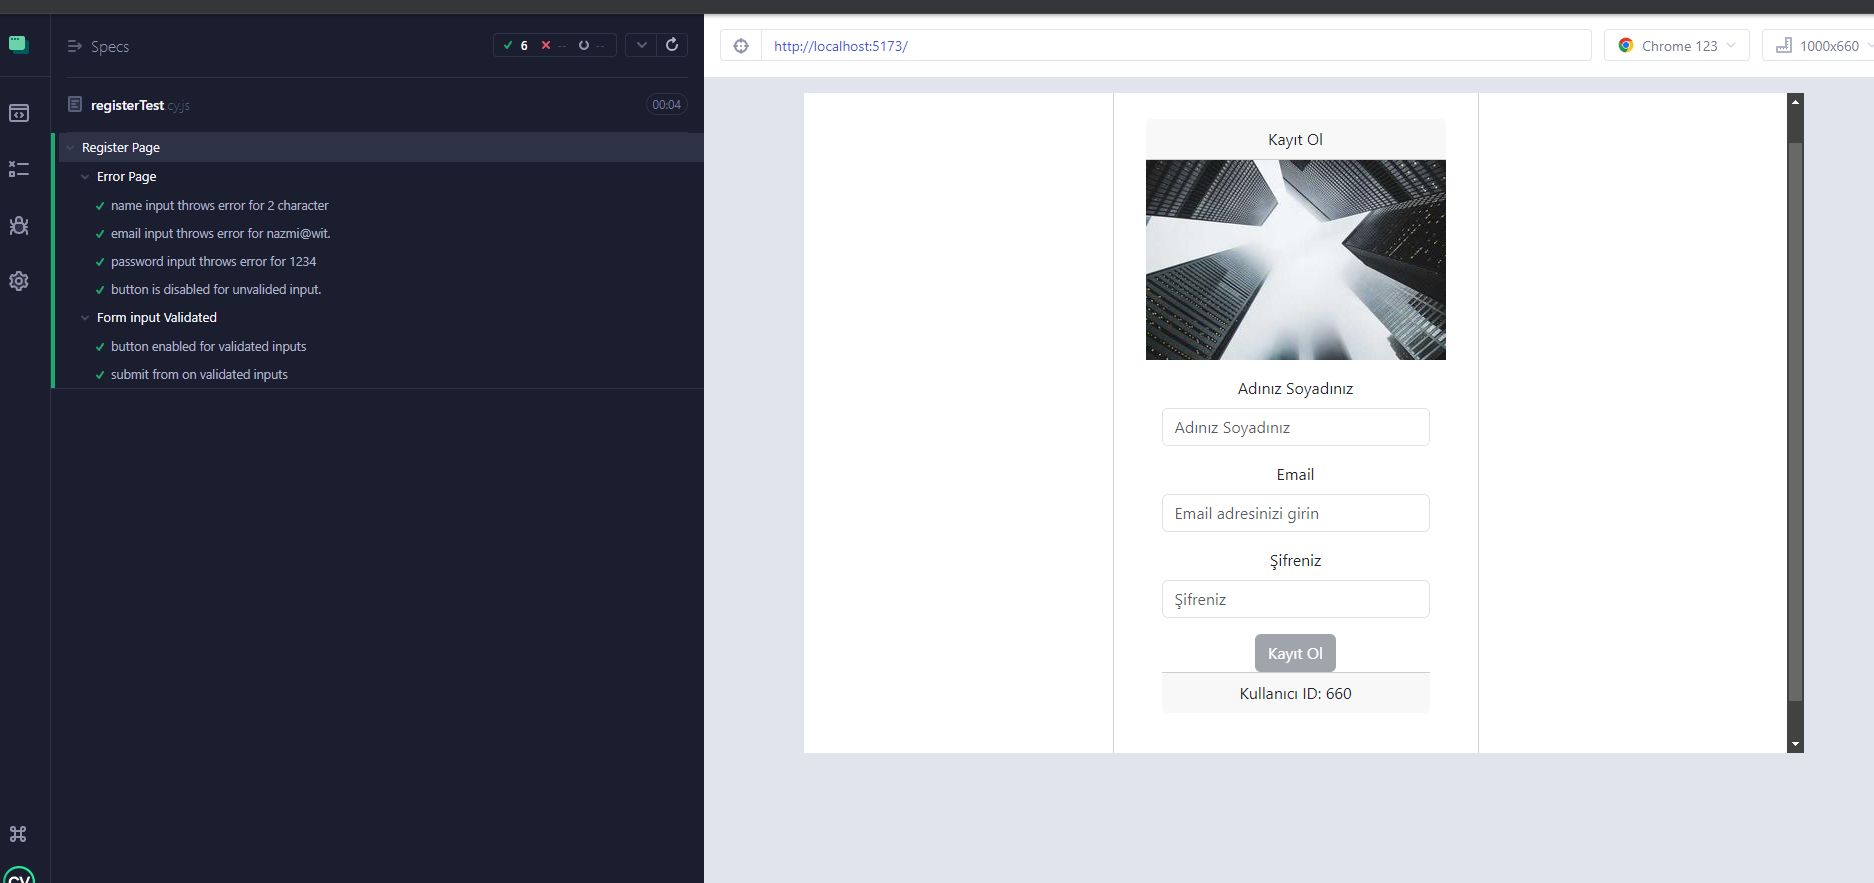 Specs
6 -- --
registerTest cy.js
00:04
Register Page
Error Page
name input throws error for 2 character
email input throws error for nazmi@wit.
password input throws error for 1234
button is disabled for unvalided input.
Form input Validated
button enabled for validated inputs
submit from on validated inputs
http://localhost:5173/
Chrome 123
1000x660
Kayıt Ol
Adınız Soyadınız
Adınız Soyadınız
Email
Email adresinizi girin
Şifreniz
Şifreniz
Kayıt Ol
Kullanıcı ID: 660
cy